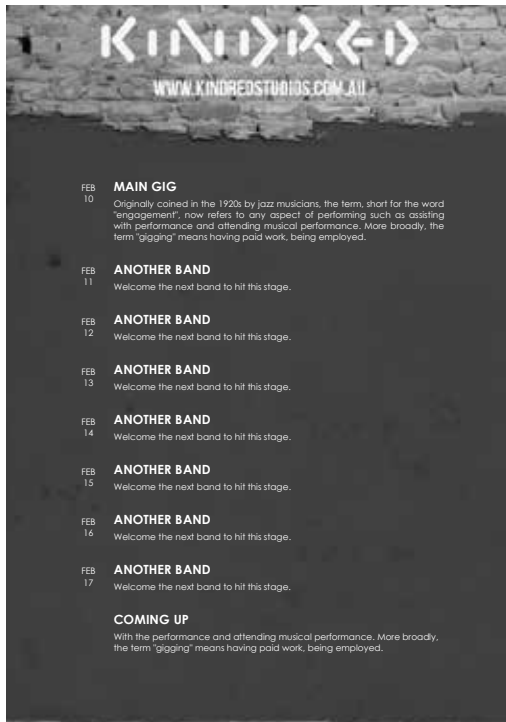 KINDRED
WWW.KINDREDSTUDIOS.COM.AU
FEB
10
MAIN GIG
Originally coined in the 1920s by jazz musicians, the term, short for the word
"engagement", now refers to any aspect of performing such as assisting
with performance and attending musical performance. More broadly, the
term "gigging" means having paid work, being employed.
FEB
11
ANOTHER BAND
Welcome the next band to hit this stage.
FEB
12
ANOTHER BAND
Welcome the next band to hit this stage.
FEB
13
ANOTHER BAND
Welcome the next band to hit this stage.
FEB
14
ANOTHER BAND
Welcome the next band to hit this stage.
FEB
15
ANOTHER BAND
Welcome the next band to hit this stage.
FEB
16
ANOTHER BAND
Welcome the next band to hit this stage.
FEB
17
ANOTHER BAND
Welcome the next band to hit this stage.
COMING UP
With the performance and attending musical performance. More broadly,
the term "gigging" means having paid work, being employed.